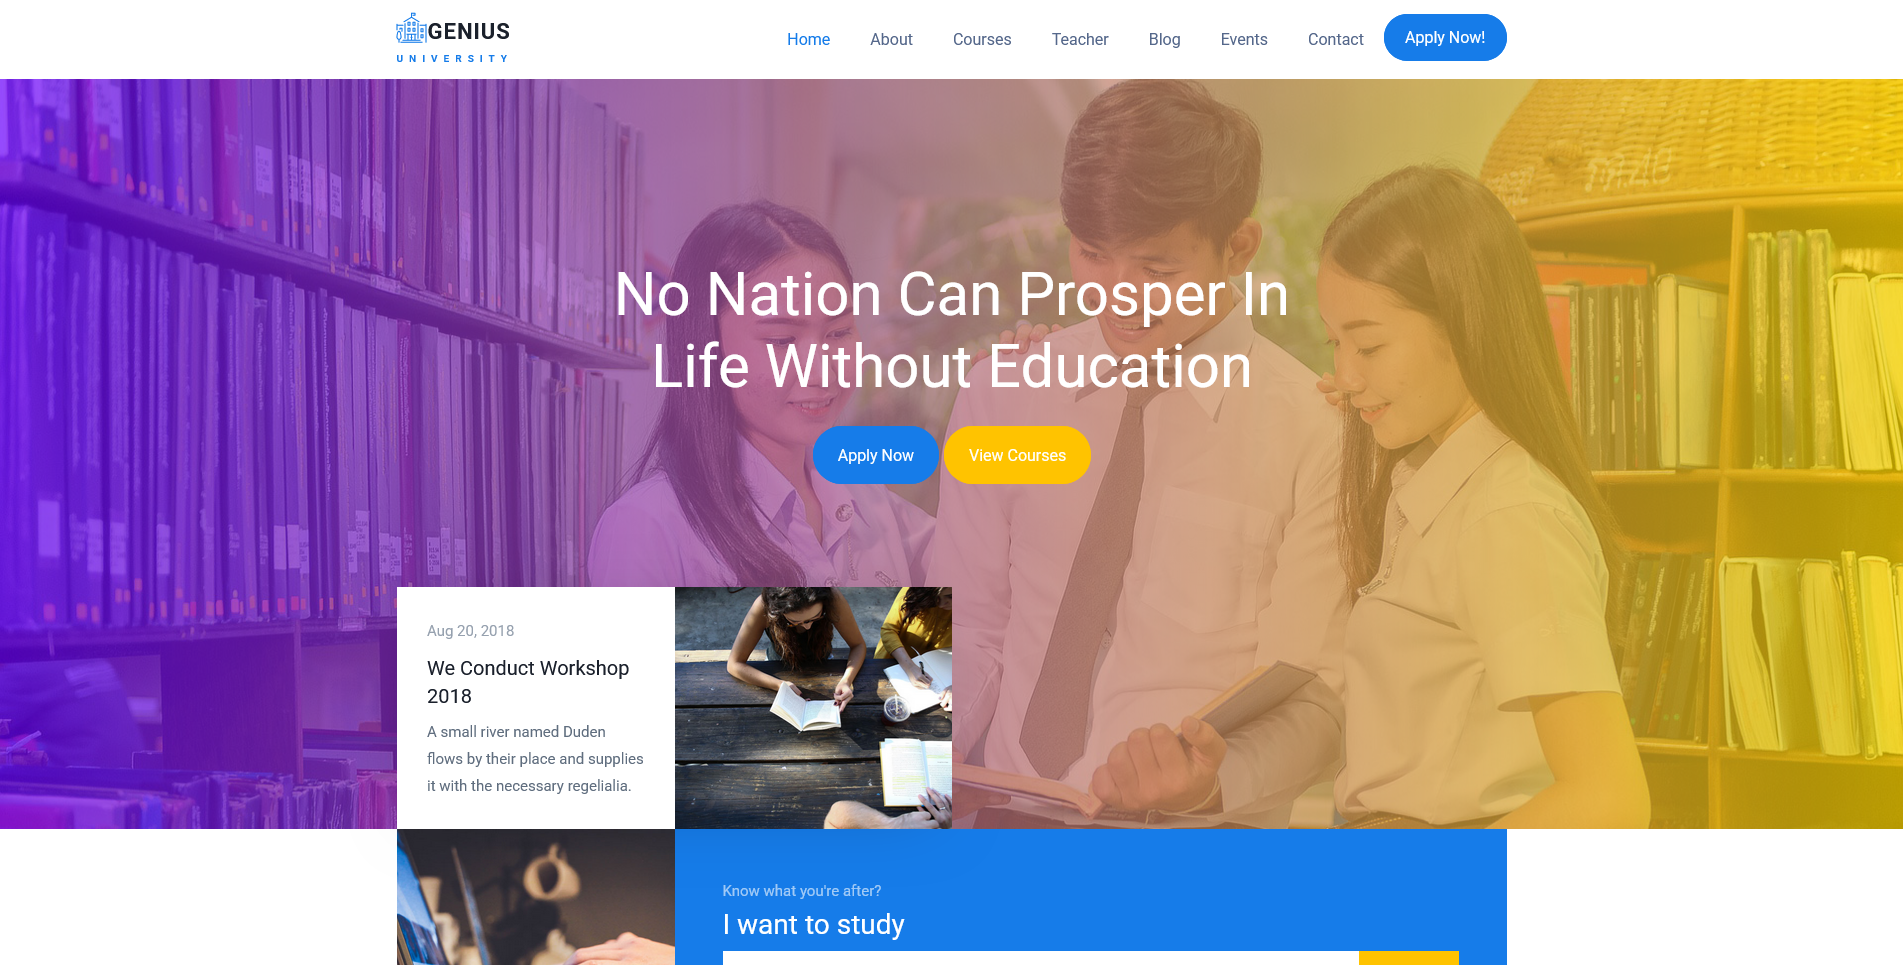 GENIUS
UNIVERSITY
Home
About
Courses
Teacher
Blog
Events
Contact
Apply Now!
No Nation Can Prosper In
Life Without Education
Apply Now
View Courses
Aug 20, 2018
We Conduct Workshop
2018
A small river named Duden
flows by their place and supplies
it with the necessary regelialia.
Know what you're after?
I want to study